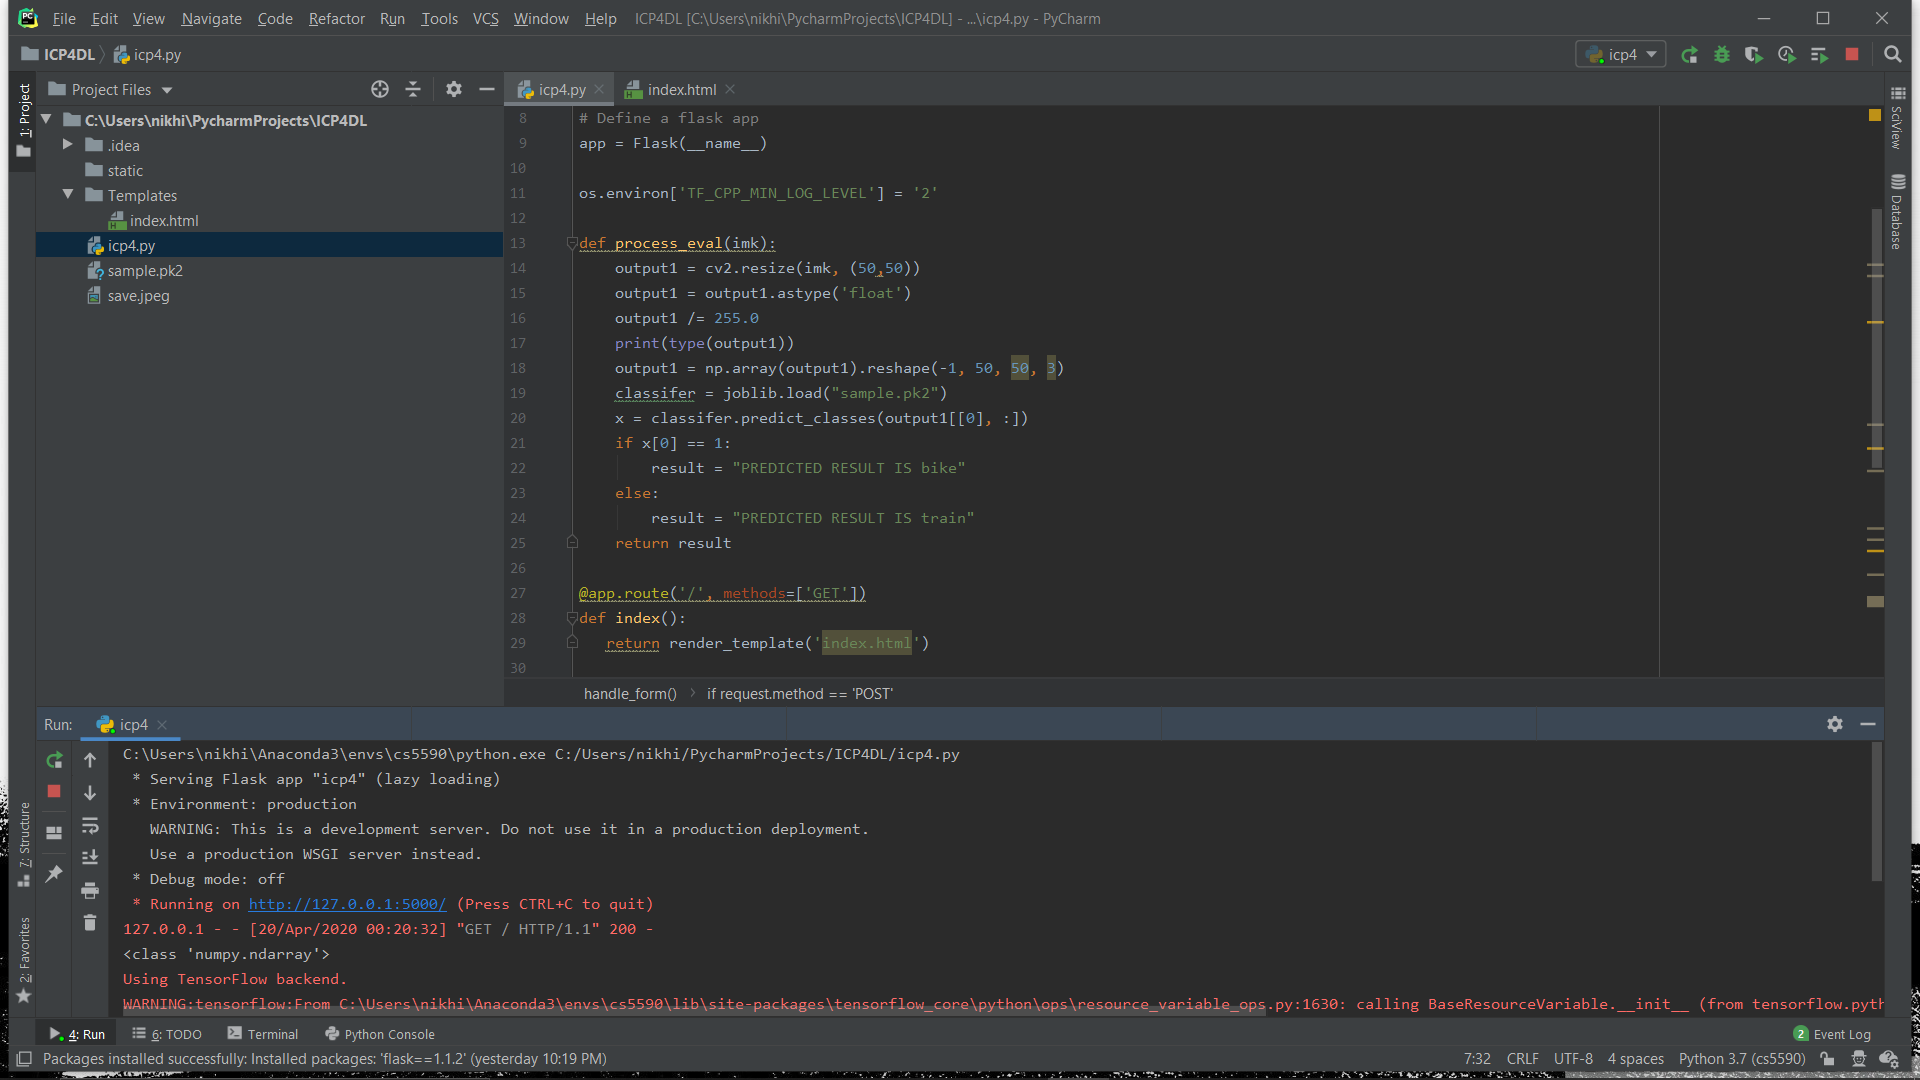 File Edit View Navigate Code Refactor Run Tools VCS Window Help ICP4DL [C:\Users\nikhi\PycharmProjects\ICP4DL] - ...\icp4.py - PyCharm
ICP4DL icp4.py icp4
Project Files icp4.py index.html
1: Project
SciView
Database
C:\Users\nikhi\PycharmProjects\ICP4DL
.idea
static
Templates
index.html
icp4.py
sample.pk2
save.jpeg
8 # Define a flask app
9 app = Flask(__name__)
10
11 os.environ['TF_CPP_MIN_LOG_LEVEL'] = '2'
12
13 def process_eval(imk):
14 output1 = cv2.resize(imk, (50,50))
15 output1 = output1.astype('float')
16 output1 /= 255.0
17 print(type(output1))
18 output1 = np.array(output1).reshape(-1, 50, 50, 3)
19 classifer = joblib.load("sample.pk2")
20 x = classifer.predict_classes(output1[[0], :])
21 if x[0] == 1:
22 result = "PREDICTED RESULT IS bike"
23 else:
24 result = "PREDICTED RESULT IS train"
25 return result
26
27 @app.route('/', methods=['GET'])
28 def index():
29 return render_template('index.html')
30
handle_form() if request.method == 'POST'
Run: icp4
C:\Users\nikhi\Anaconda3\envs\cs5590\python.exe C:/Users/nikhi/PycharmProjects/ICP4DL/icp4.py
* Serving Flask app "icp4" (lazy loading)
* Environment: production
WARNING: This is a development server. Do not use it in a production deployment.
Use a production WSGI server instead.
* Debug mode: off
* Running on http://127.0.0.1:5000/ (Press CTRL+C to quit)
127.0.0.1 - - [20/Apr/2020 00:20:32] "GET / HTTP/1.1" 200 -
<class 'numpy.ndarray'>
Using TensorFlow backend.
WARNING:tensorflow:From C:\Users\nikhi\Anaconda3\envs\cs5590\lib\site-packages\tensorflow_core\python\ops\resource_variable_ops.py:1630: calling BaseResourceVariable.__init__ (from tensorflow.pyth
7: Structure
2: Favorites
4: Run 6: TODO Terminal Python Console 2 Event Log
Packages installed successfully: Installed packages: 'flask==1.1.2' (yesterday 10:19 PM) 7:32 CRLF UTF-8 4 spaces Python 3.7 (cs5590)